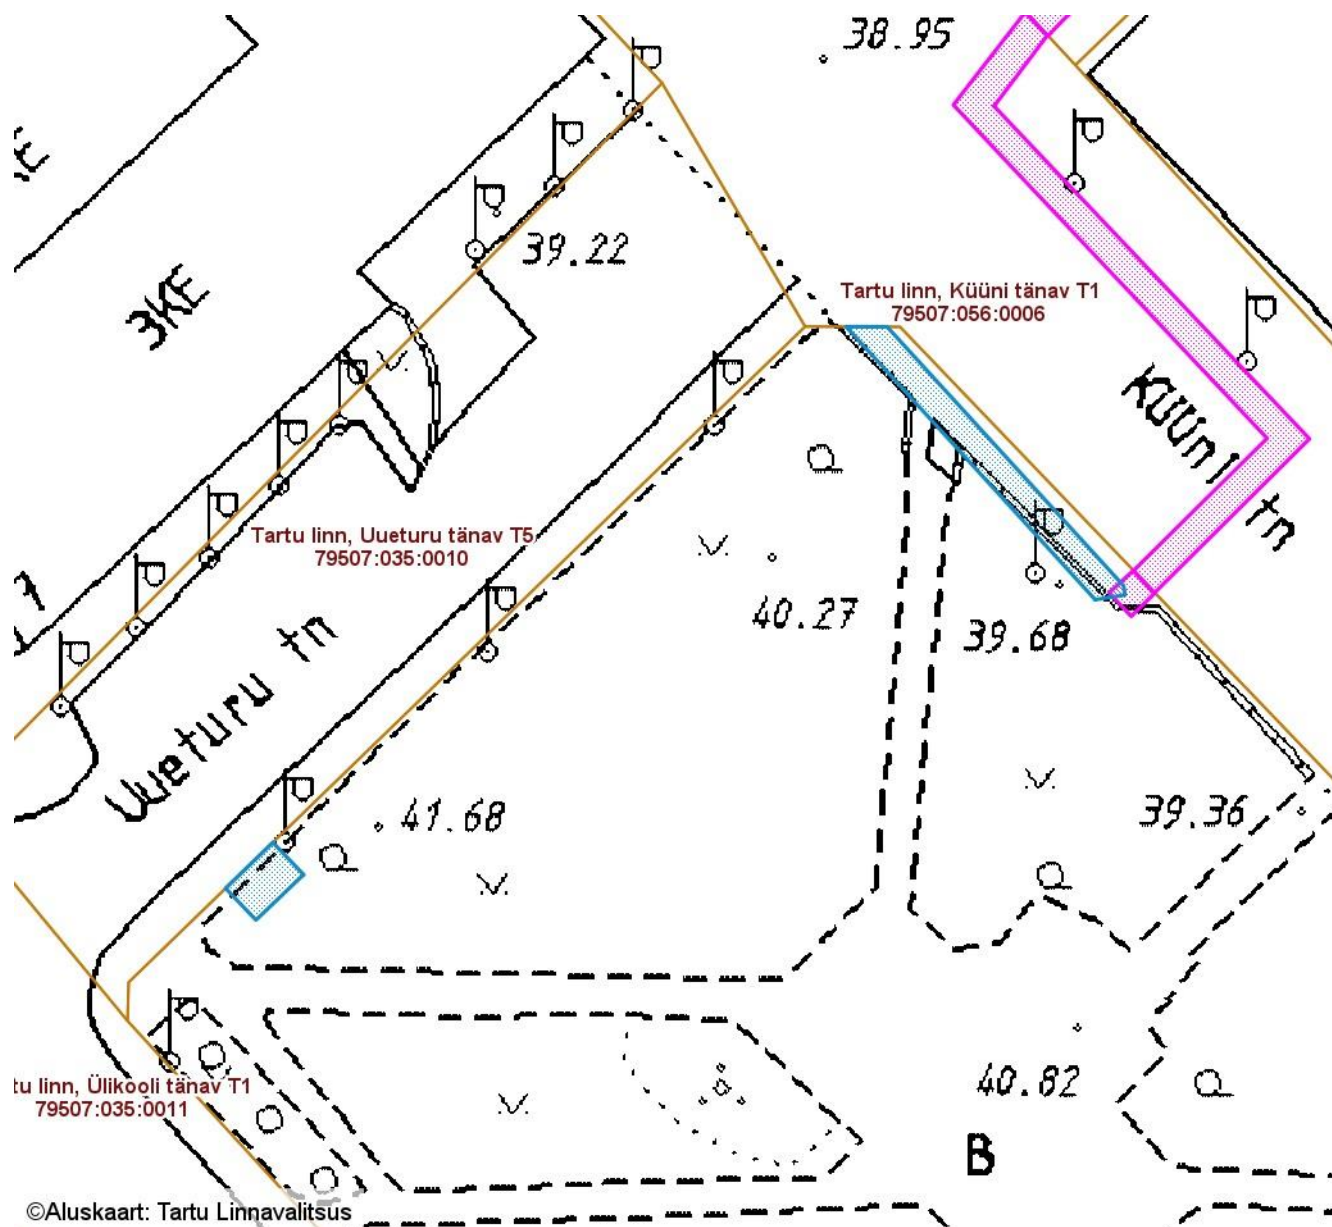 38.95
39.22
3KE
Tartu linn, Küüni tänav T1
79507:056:0006
Küüni tn
Tartu linn, Uueturu tänav T5
79507:035:0010
40.27
39.68
Uueturu tn
41.68
39.36
tu linn, Ülikooli tänav T1
79507:035:0011
40.82
B
©Aluskaart: Tartu Linnavalitsus